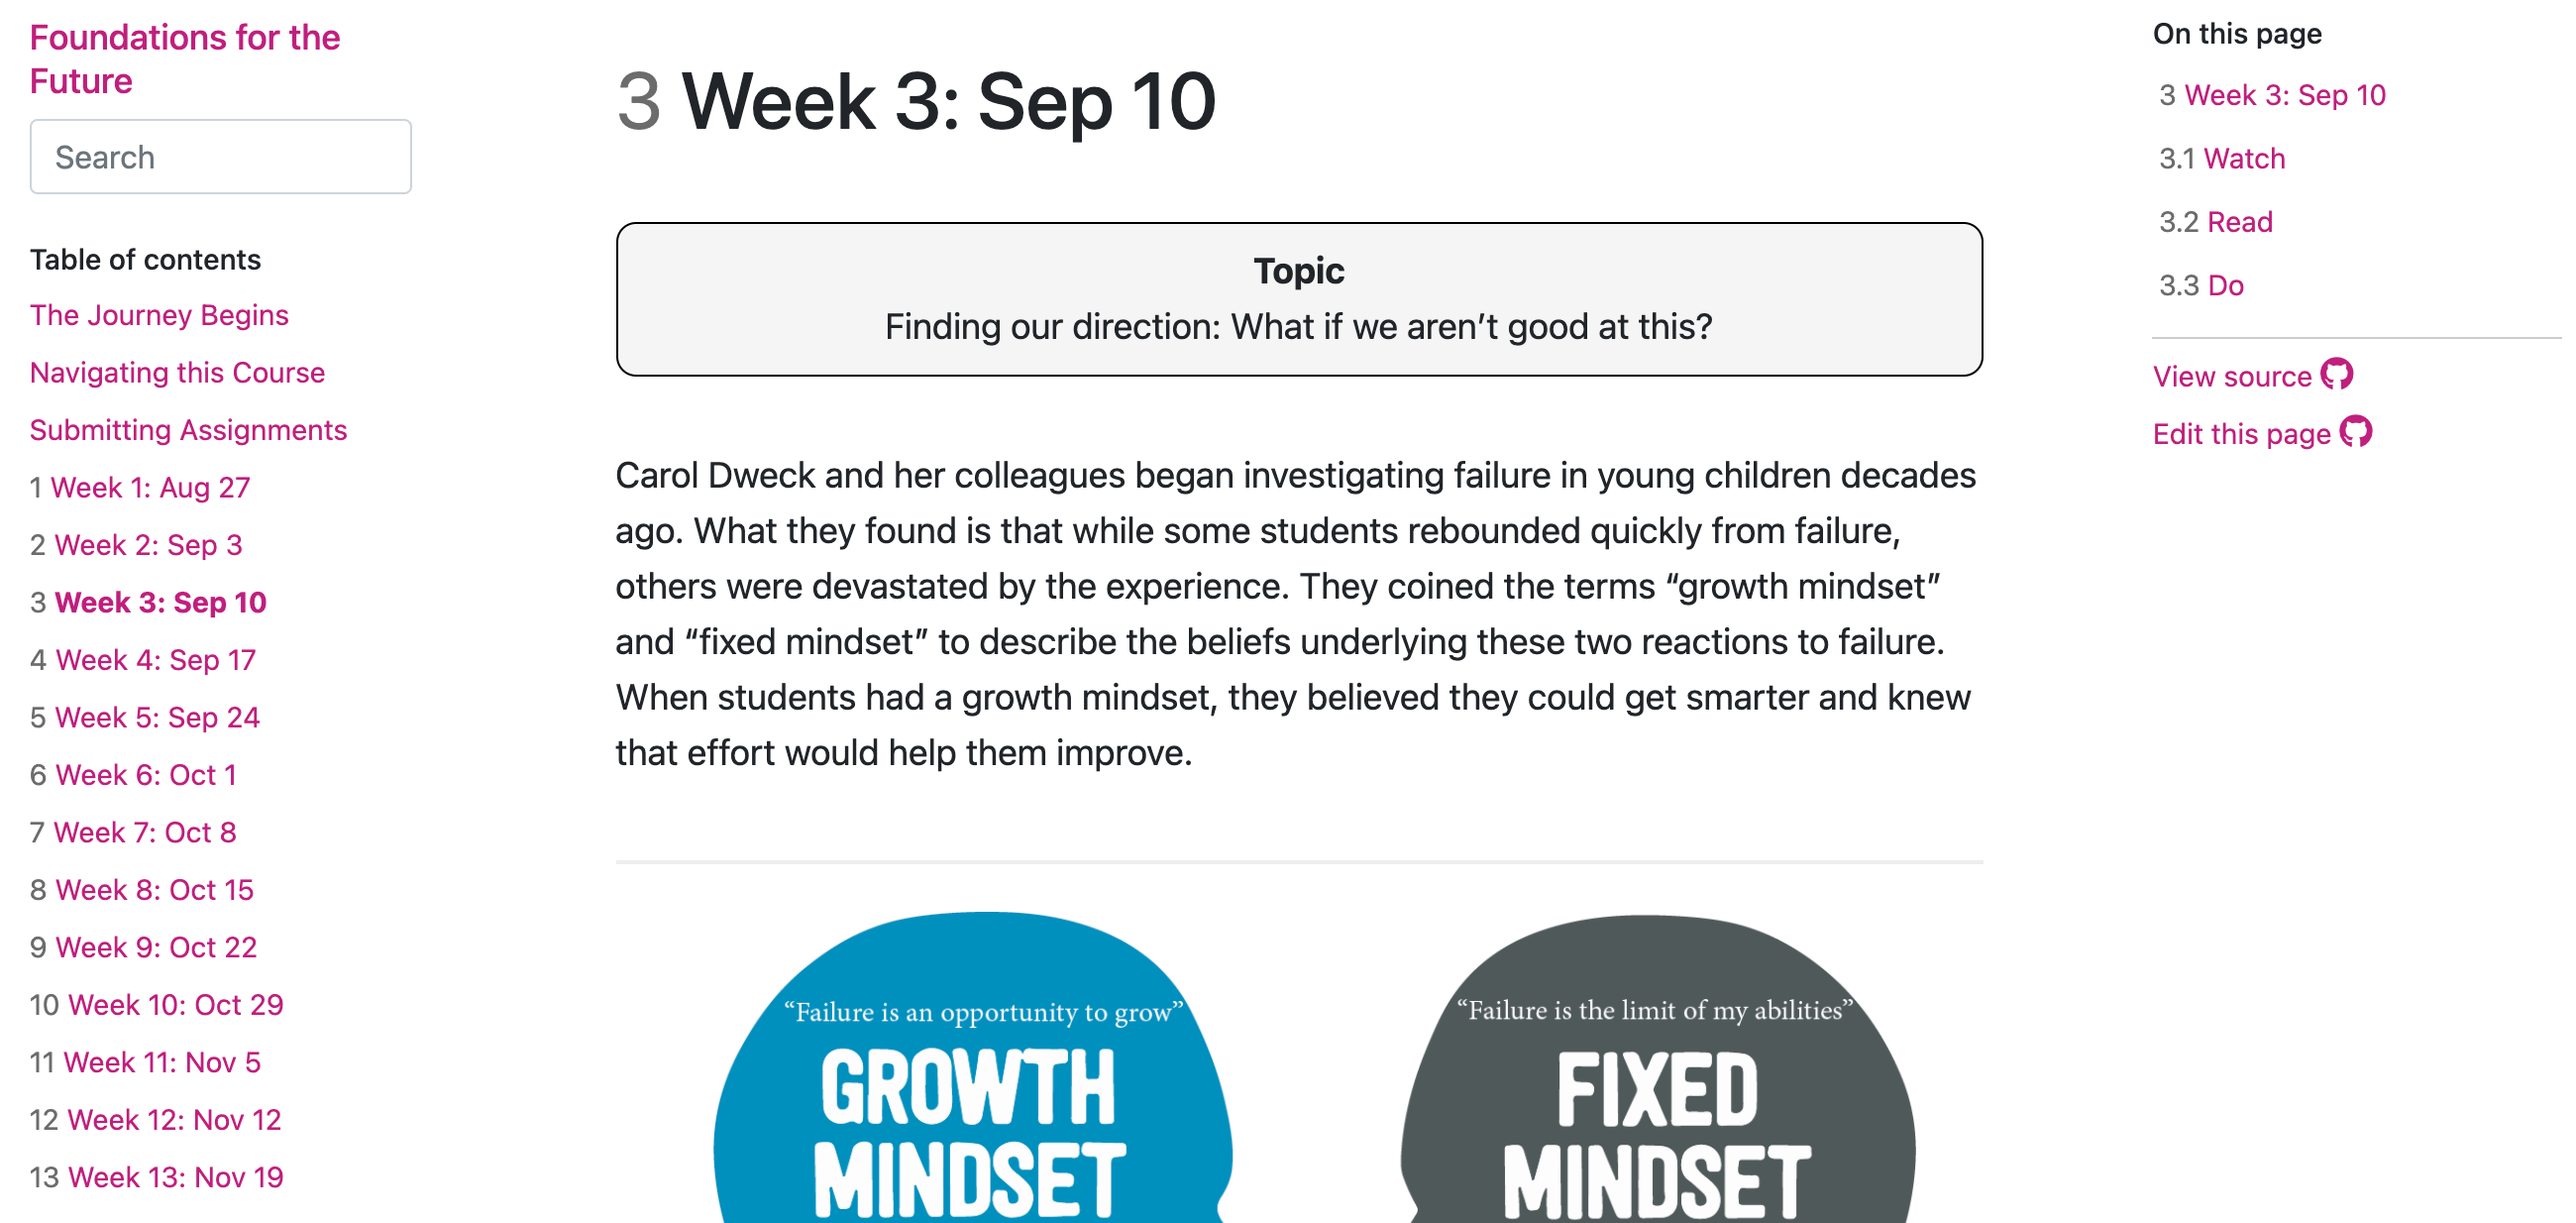 Foundations for the
Future
Search
Table of contents
The Journey Begins
Navigating this Course
Submitting Assignments
1 Week 1: Aug 27
2 Week 2: Sep 3
3 Week 3: Sep 10
4 Week 4: Sep 17
5 Week 5: Sep 24
6 Week 6: Oct 1
7 Week 7: Oct 8
8 Week 8: Oct 15
9 Week 9: Oct 22
10 Week 10: Oct 29
11 Week 11: Nov 5
12 Week 12: Nov 12
13 Week 13: Nov 19
3 Week 3: Sep 10
Topic
Finding our direction: What if we aren’t good at this?
Carol Dweck and her colleagues began investigating failure in young children decades
ago. What they found is that while some students rebounded quickly from failure,
others were devastated by the experience. They coined the terms “growth mindset”
and “fixed mindset” to describe the beliefs underlying these two reactions to failure.
When students had a growth mindset, they believed they could get smarter and knew
that effort would help them improve.
“Failure is an opportunity to grow”
GROWTH
MINDSET
“Failure is the limit of my abilities”
FIXED
MINDSET
On this page
3 Week 3: Sep 10
3.1 Watch
3.2 Read
3.3 Do
View source
Edit this page